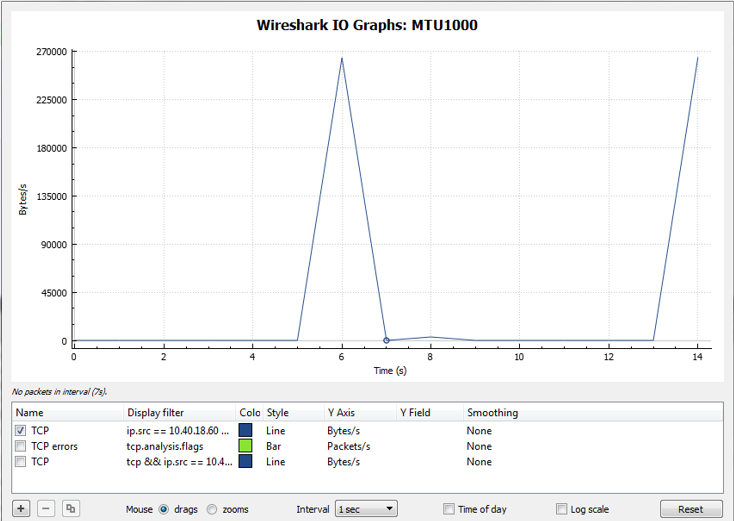 Wireshark IO Graphs: MTU1000
270000
225000
180000
135000
90000
45000
0
Bytes/s
0 2 4 6 8 10 12 14
Time (s)
No packets in interval (7s).
Name Display filter Colo Style Y Axis Y Field Smoothing
TCP ip.src == 10.40.18.60 ... Line Bytes/s None
TCP errors tcp.analysis.flags Bar Packets/s None
TCP tcp && ip.src == 10.4... Line Bytes/s None
Mouse drags zooms Interval 1 sec Time of day Log scale Reset